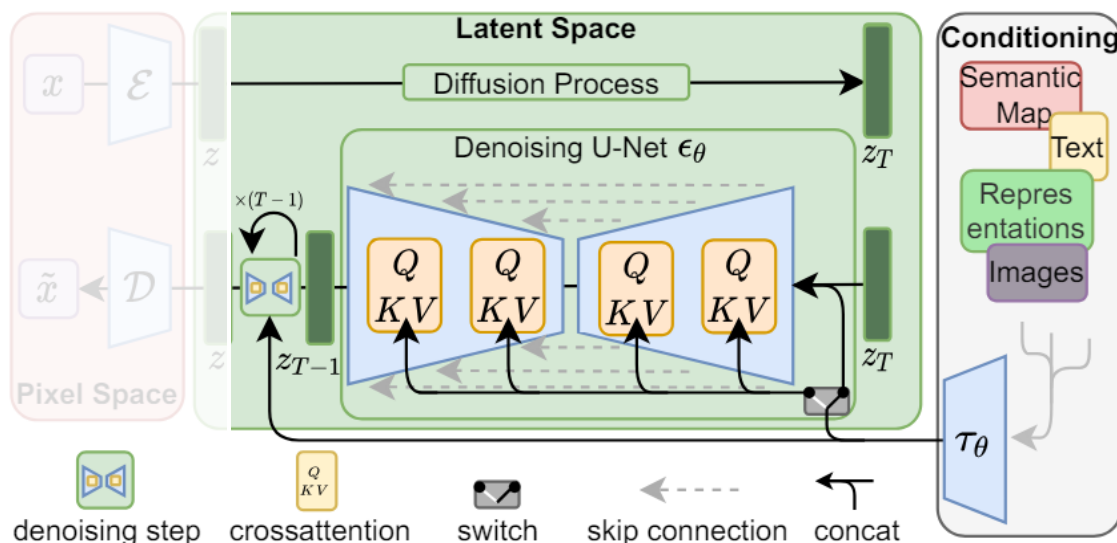 Latent Space
Conditioning
x
ℰ
Diffusion Process
Semantic
Map
Text
z
Denoising U-Net ϵθ
zT
×(T−1)
Repres
entations
Images
Q
KV
Q
KV
Q
KV
Q
KV
x̃
𝒟
z
zT−1
zT
Pixel Space
τθ
Q
KV
denoising step
crossattention
switch
skip connection
concat